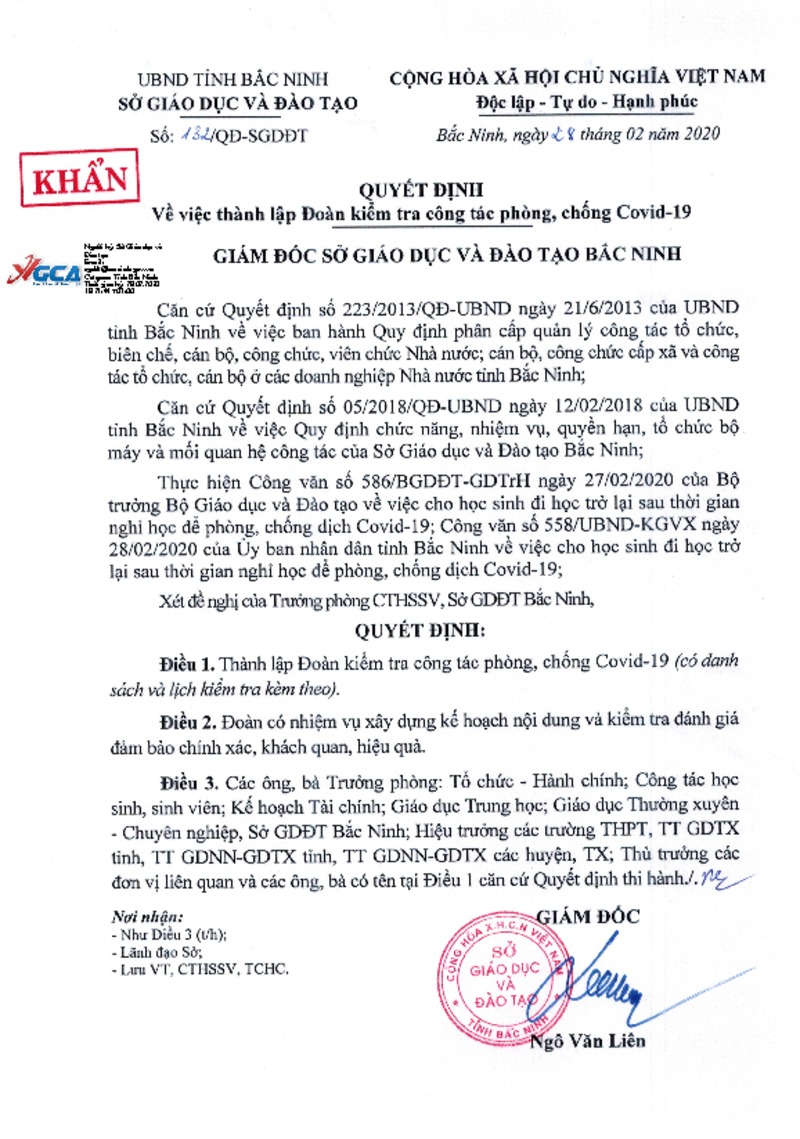 UBND TỈNH BẮC NINH
SỞ GIÁO DỤC VÀ ĐÀO TẠO
Số: 132/QĐ-SGDĐT
CỘNG HÒA XÃ HỘI CHỦ NGHĨA VIỆT NAM
Độc lập - Tự do - Hạnh phúc
Bắc Ninh, ngày 28 tháng 02 năm 2020
KHẨN
QUYẾT ĐỊNH
Về việc thành lập Đoàn kiểm tra công tác phòng, chống Covid-19
GIÁM ĐỐC SỞ GIÁO DỤC VÀ ĐÀO TẠO BẮC NINH
Căn cứ Quyết định số 223/2013/QĐ-UBND ngày 21/6/2013 của UBND
tỉnh Bắc Ninh về việc ban hành Quy định phân cấp quản lý công tác tổ chức,
biên chế, cán bộ, công chức, viên chức Nhà nước; cán bộ, công chức cấp xã và công
tác tổ chức, cán bộ ở các doanh nghiệp Nhà nước tỉnh Bắc Ninh;
Căn cứ Quyết định số 05/2018/QĐ-UBND ngày 12/02/2018 của UBND
tỉnh Bắc Ninh về việc Quy định chức năng, nhiệm vụ, quyền hạn, tổ chức bộ
máy và mối quan hệ công tác của Sở Giáo dục và Đào tạo Bắc Ninh;
Thực hiện Công văn số 586/BGDĐT-GDTrH ngày 27/02/2020 của Bộ
trưởng Bộ Giáo dục và Đào tạo về việc cho học sinh đi học trở lại sau thời gian
nghỉ học để phòng, chống dịch Covid-19; Công văn số 558/UBND-KGVX ngày
28/02/2020 của Ủy ban nhân dân tỉnh Bắc Ninh về việc cho học sinh đi học trở
lại sau thời gian nghỉ học để phòng, chống dịch Covid-19;
Xét đề nghị của Trưởng phòng CTHSSV, Sở GDĐT Bắc Ninh,
QUYẾT ĐỊNH:
Điều 1. Thành lập Đoàn kiểm tra công tác phòng, chống Covid-19 (có danh
sách và lịch kiểm tra kèm theo).
Điều 2. Đoàn có nhiệm vụ xây dựng kế hoạch nội dung và kiểm tra đánh giá
đảm bảo chính xác, khách quan, hiệu quả.
Điều 3. Các ông, bà Trưởng phòng: Tổ chức - Hành chính; Công tác học
sinh, sinh viên; Kế hoạch Tài chính; Giáo dục Trung học; Giáo dục Thường xuyên
- Chuyên nghiệp, Sở GDĐT Bắc Ninh; Hiệu trưởng các trường THPT, TT GDTX
tỉnh, TT GDNN-GDTX tỉnh, TT GDNN-GDTX các huyện, TX; Thủ trưởng các
đơn vị liên quan và các ông, bà có tên tại Điều 1 căn cứ Quyết định thi hành./.
Nơi nhận:
- Như Điều 3 (t/h);
- Lãnh đạo Sở;
- Lưu VT, CTHSSV, TCHC.
GIÁM ĐỐC
CỘNG HÒA X.H.C.N VIỆT NAM
SỞ
GIÁO DỤC
VÀ
ĐÀO TẠO
TỈNH BẮC NINH
Ngô Văn Liên